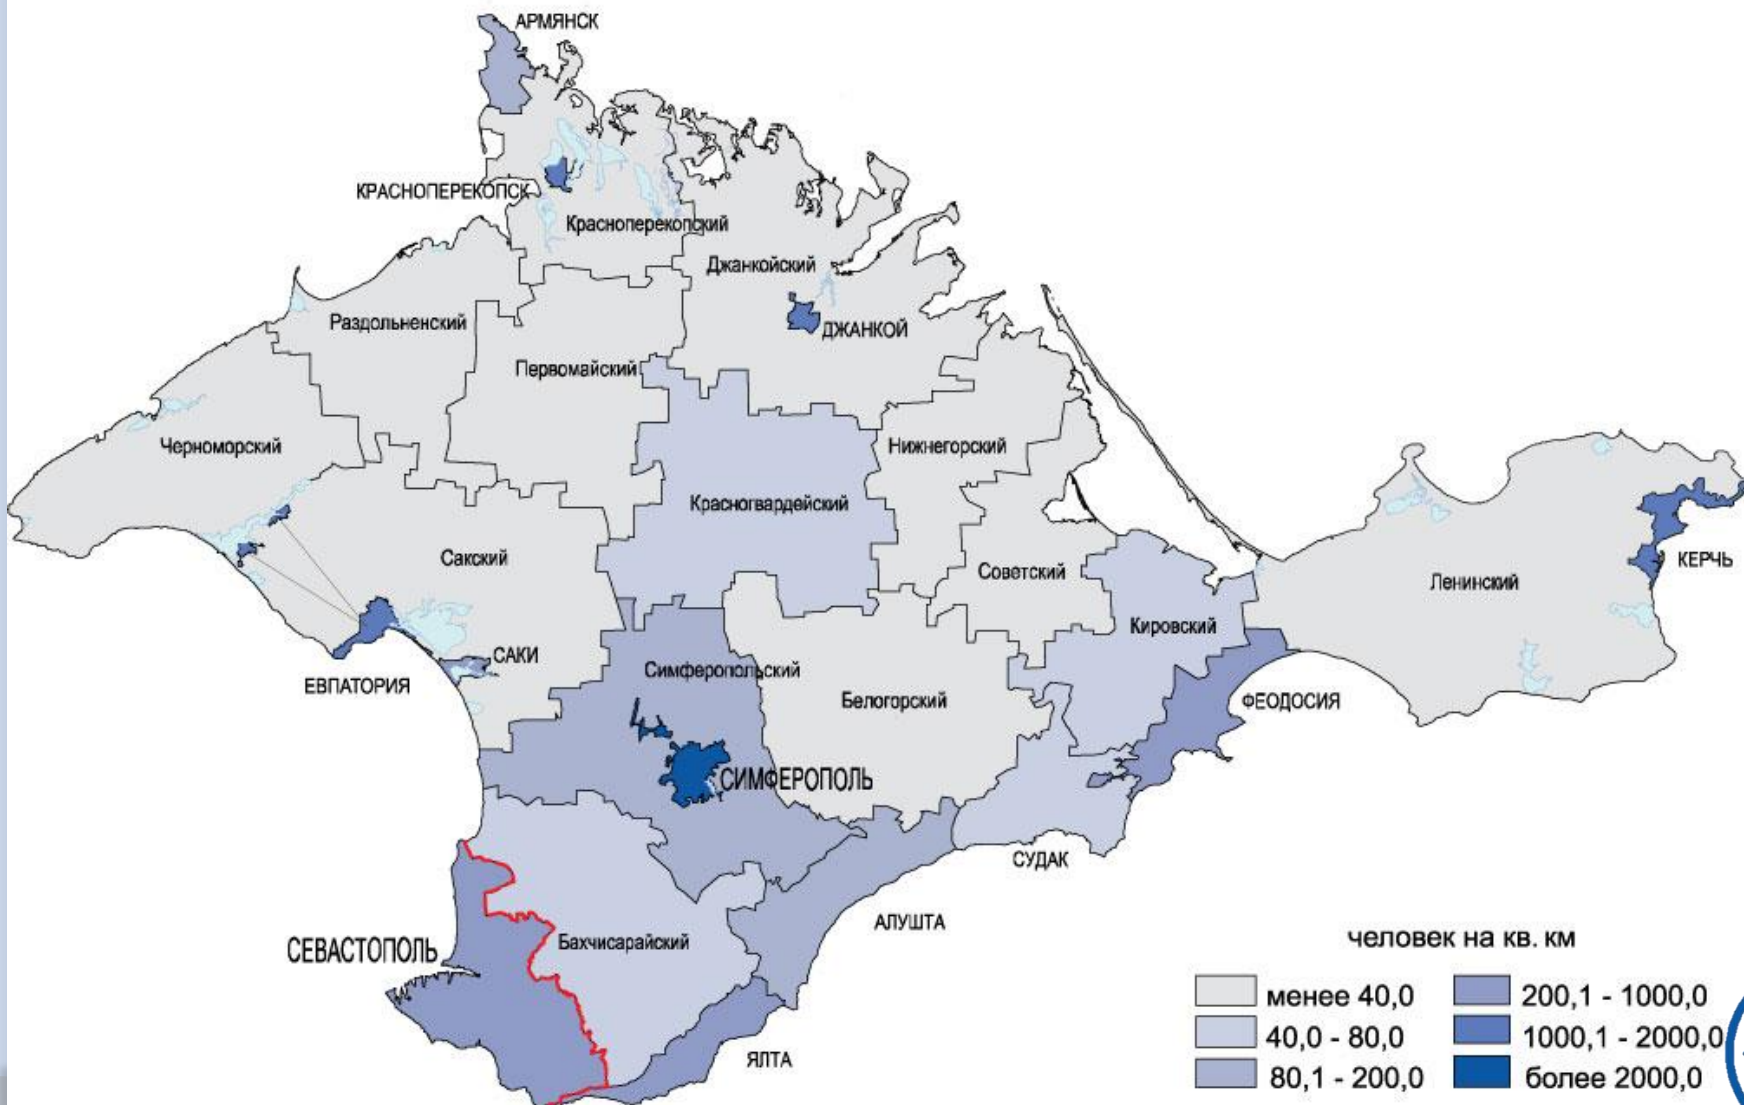 АРМЯНСК
КРАСНОПЕРЕКОПСК
Красноперекопский
Джанкойский
Раздольненский
ДЖАНКОЙ
Первомайский
Черноморский
Нижнегорский
Красногвардейский
Сакский
Советский
Ленинский
КЕРЧЬ
Кировский
САКИ
ЕВПАТОРИЯ
Симферопольский
Белогорский
ФЕОДОСИЯ
СИМФЕРОПОЛЬ
СУДАК
АЛУШТА
СЕВАСТОПОЛЬ
Бахчисарайский
ЯЛТА
человек на кв. км
менее 40,0
40,0 - 80,0
80,1 - 200,0
200,1 - 1000,0
1000,1 - 2000,0
более 2000,0